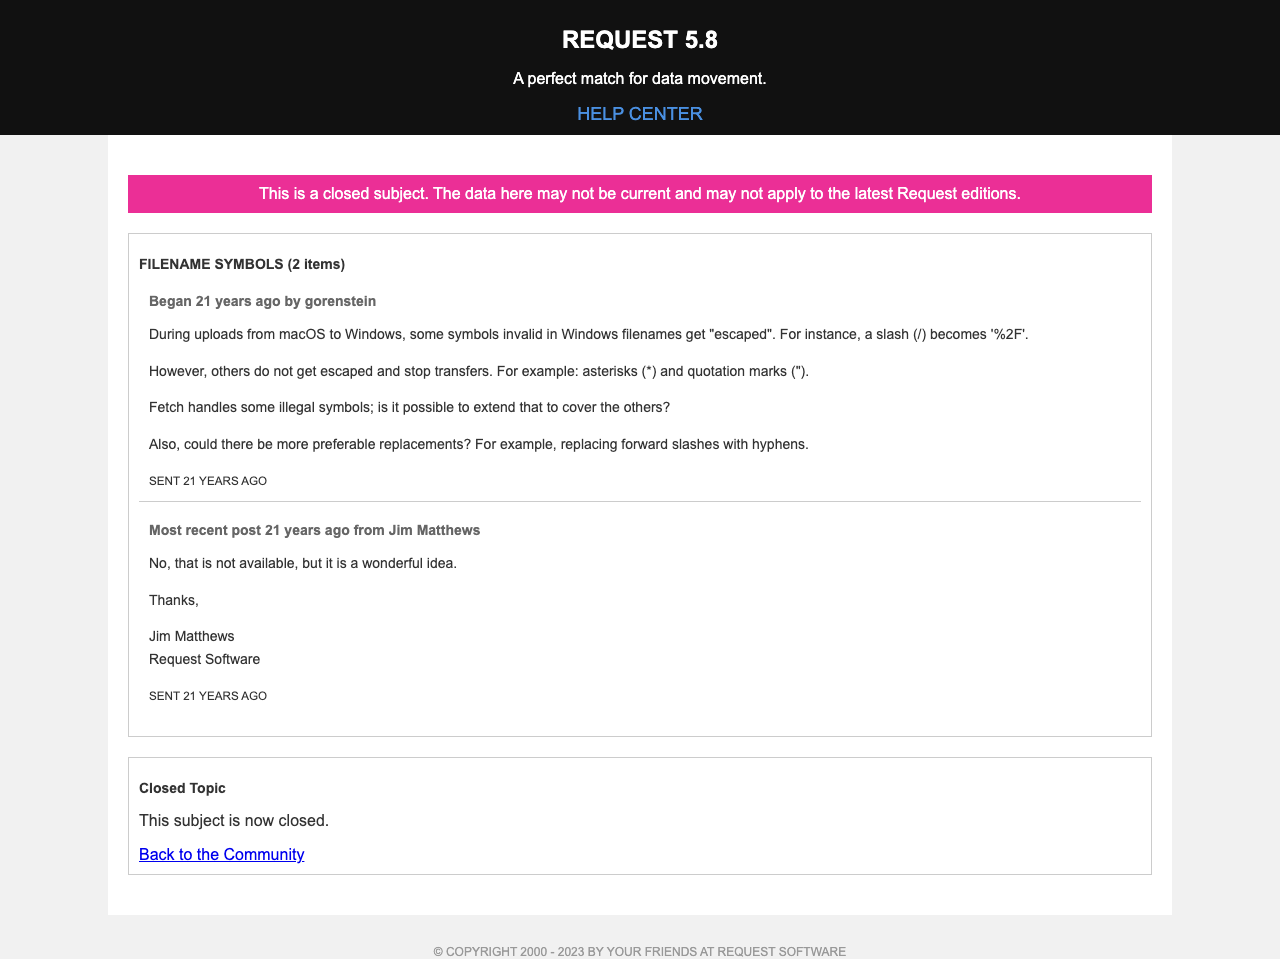 REQUEST 5.8
A perfect match for data movement.
HELP CENTER
This is a closed subject. The data here may not be current and may not apply to the latest Request editions.
FILENAME SYMBOLS (2 items)
Began 21 years ago by gorenstein
During uploads from macOS to Windows, some symbols invalid in Windows filenames get "escaped". For instance, a slash (/) becomes '%2F'.
However, others do not get escaped and stop transfers. For example: asterisks (*) and quotation marks (").
Fetch handles some illegal symbols; is it possible to extend that to cover the others?
Also, could there be more preferable replacements? For example, replacing forward slashes with hyphens.
SENT 21 YEARS AGO
Most recent post 21 years ago from Jim Matthews
No, that is not available, but it is a wonderful idea.
Thanks,
Jim Matthews
Request Software
SENT 21 YEARS AGO
Closed Topic
This subject is now closed.
Back to the Community
© COPYRIGHT 2000 - 2023 BY YOUR FRIENDS AT REQUEST SOFTWARE